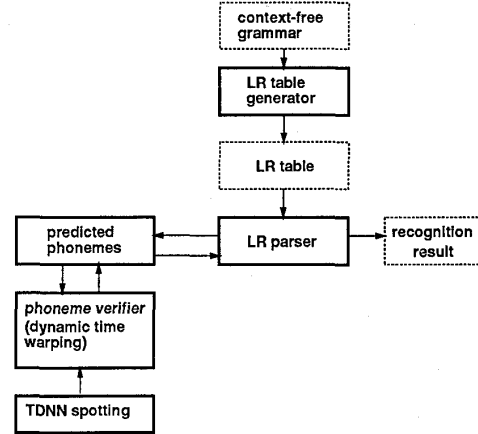 context-free
grammar
LR table
generator
LR table
predicted
phonemes
LR parser
recognition
result
phoneme verifier
(dynamic time
warping)
TDNN spotting